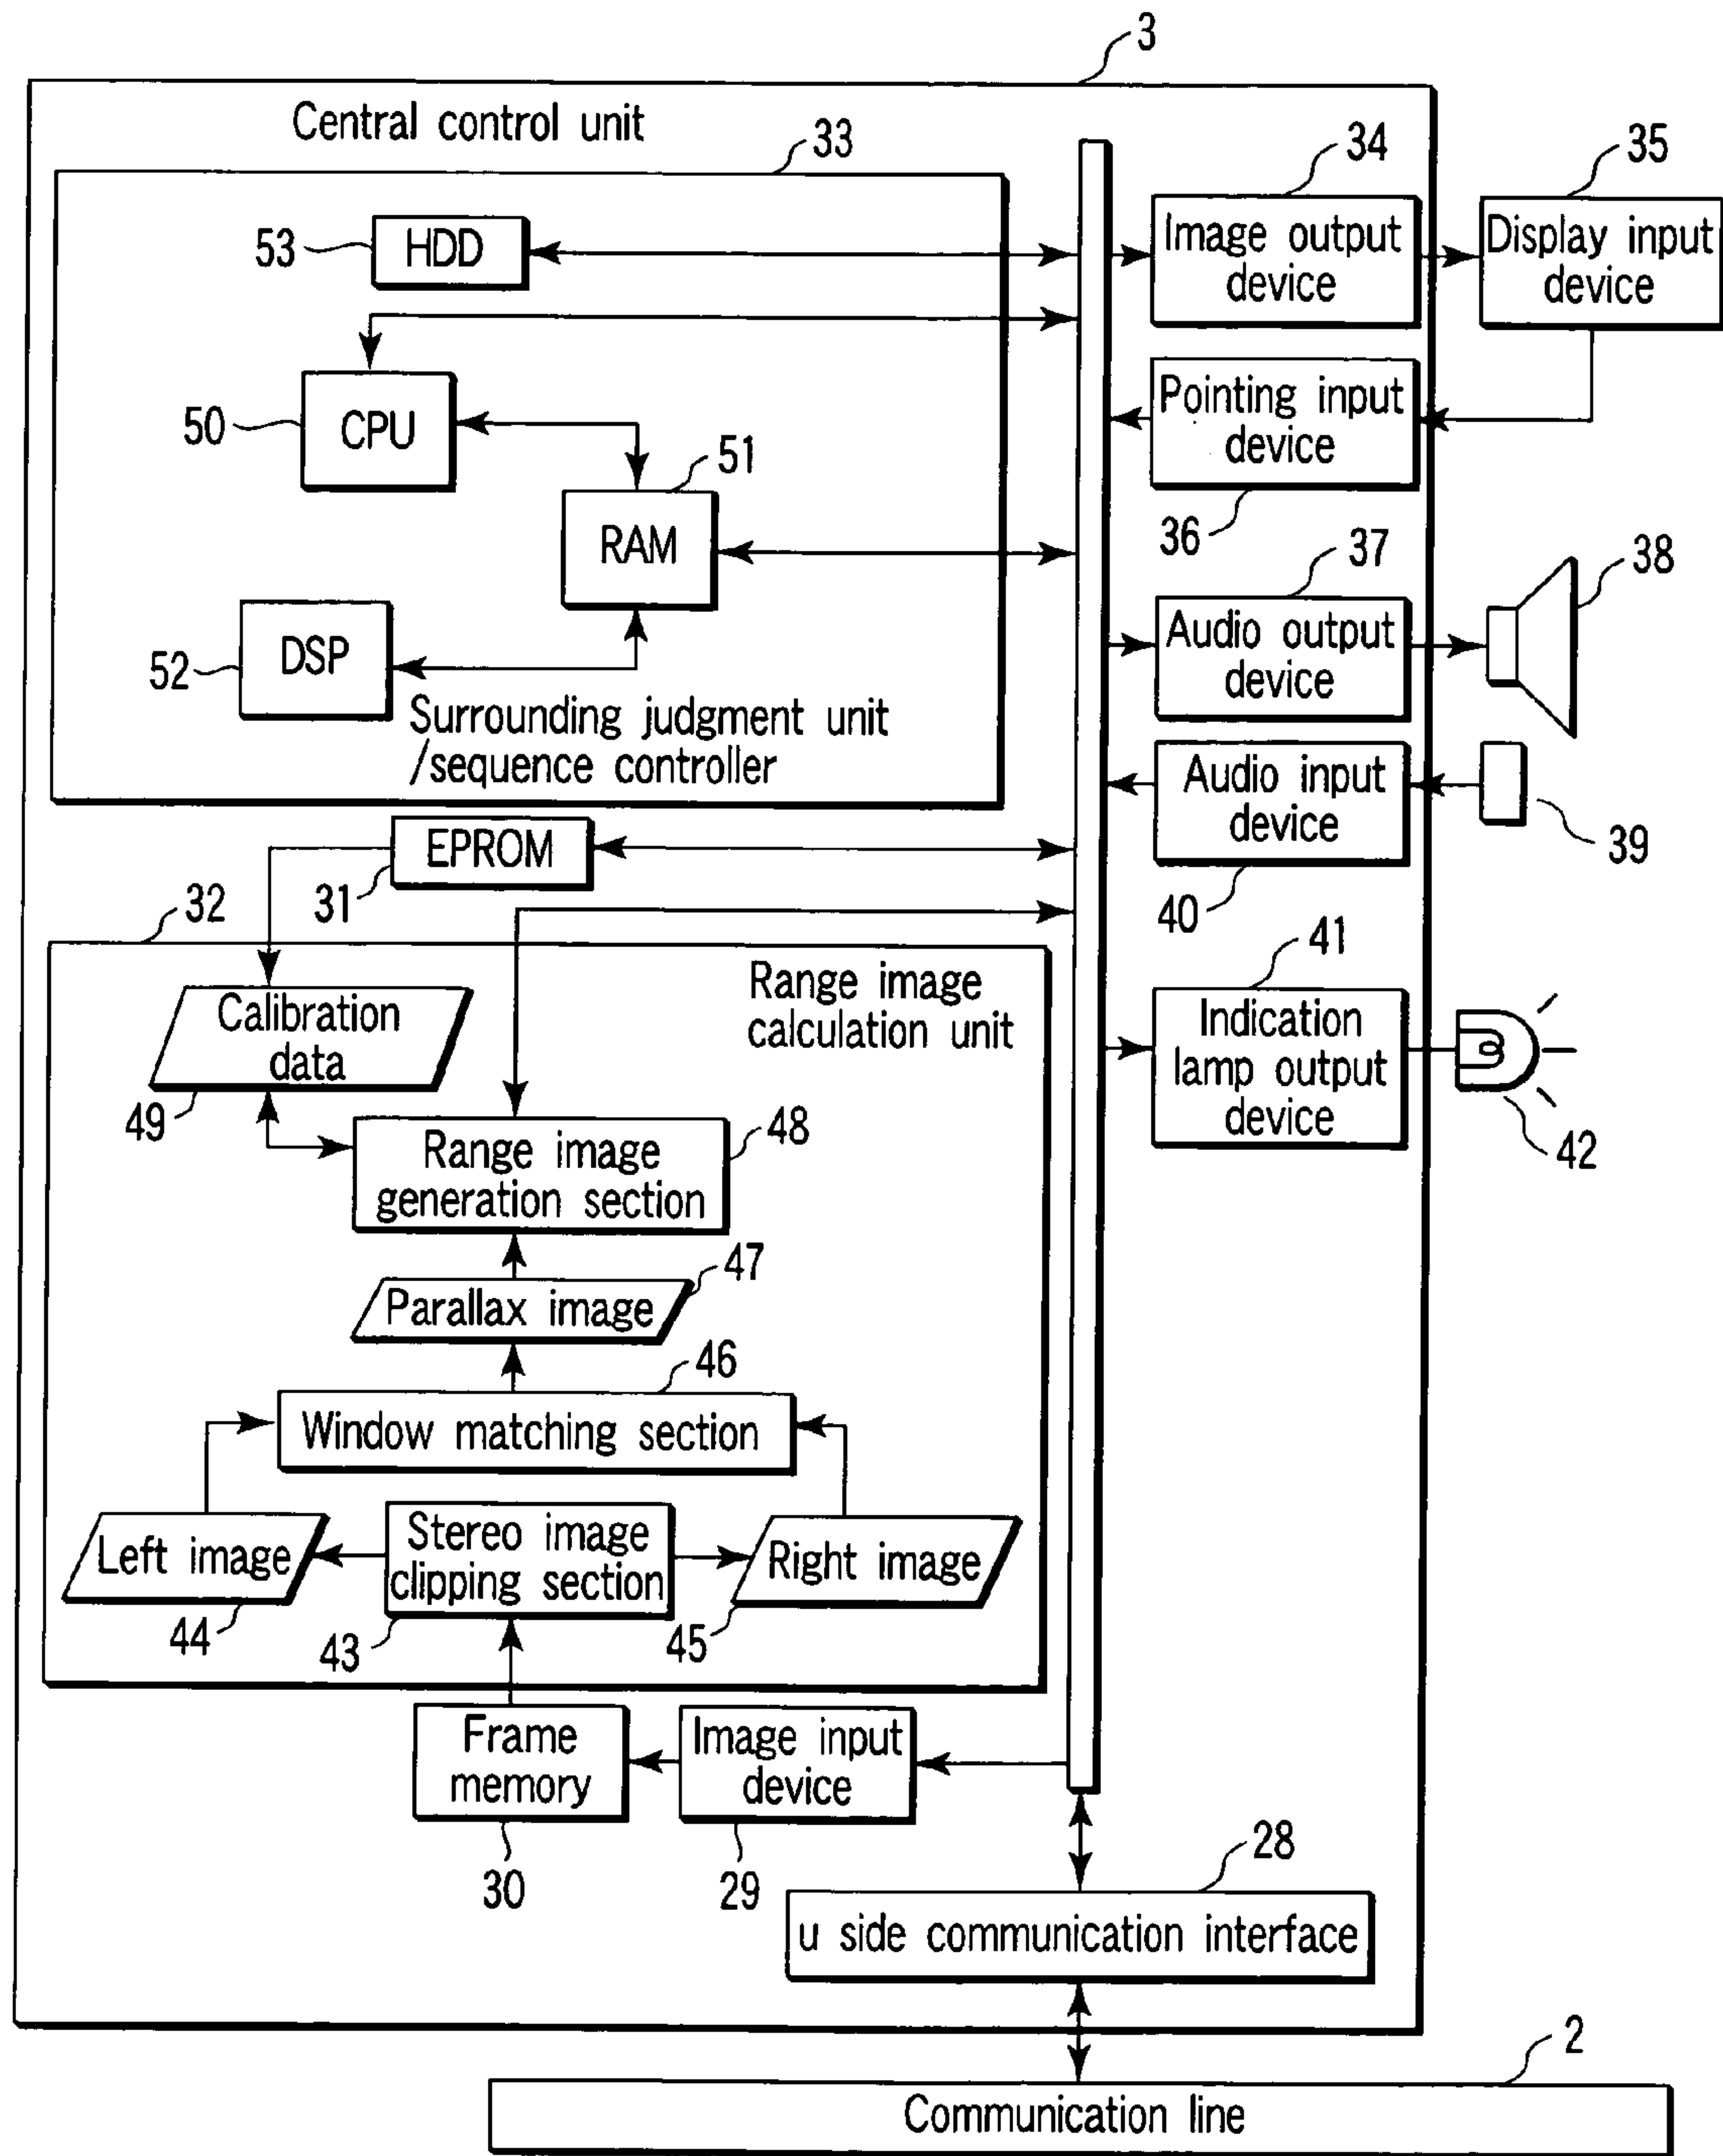 3
Central control unit
33
34
35
53
HDD
Image output
device
Display input
device
50
CPU
Pointing input
device
36
51
RAM
37
38
52
DSP
Audio output
device
Surrounding judgment unit
/sequence controller
Audio input
device
39
40
EPROM
31
32
41
Range image
calculation unit
Calibration
data
49
Indication
lamp output
device
42
48
Range image
generation section
47
Parallax image
46
Window matching section
Left image
44
Stereo image
clipping section
43
Right image
45
Frame
memory
30
Image input
device
29
28
u side communication interface
2
Communication line